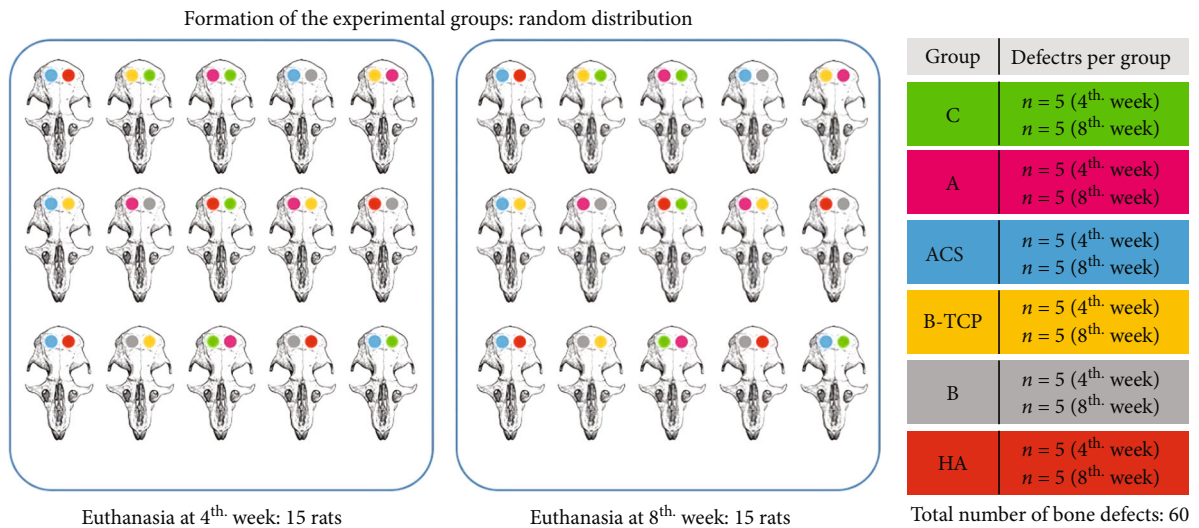 Formation of the experimental groups: random distribution
Euthanasia at 4th. week: 15 rats
Euthanasia at 8th. week: 15 rats
Group Defectrs per group
C
n = 5 (4th. week)
n = 5 (8th. week)
A
n = 5 (4th. week)
n = 5 (8th. week)
ACS
n = 5 (4th. week)
n = 5 (8th. week)
B-TCP
n = 5 (4th. week)
n = 5 (8th. week)
B
n = 5 (4th. week)
n = 5 (8th. week)
HA
n = 5 (4th. week)
n = 5 (8th. week)
Total number of bone defects: 60